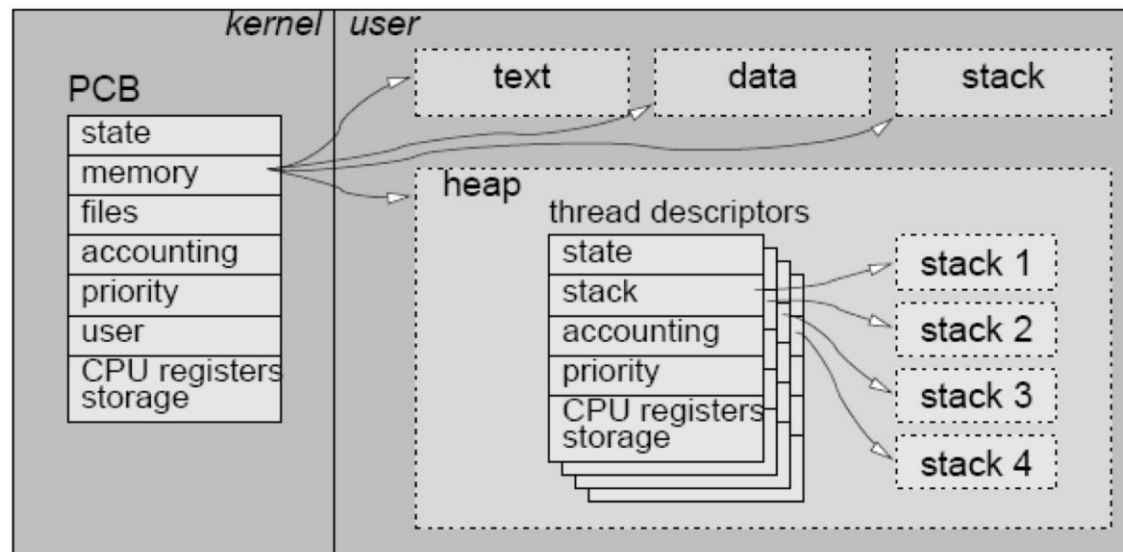 kernel user
text
data
stack
PCB
state
memory
files
accounting
priority
user
CPU registers
storage
heap
thread descriptors
state
stack
accounting
priority
CPU registers
storage
stack 1
stack 2
stack 3
stack 4